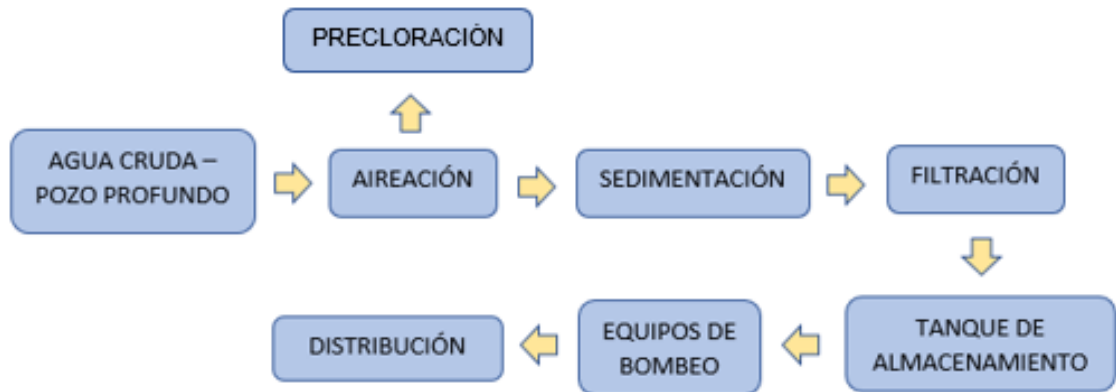 PRECLORACIÓN
AGUA CRUDA –
POZO PROFUNDO
AIREACIÓN
SEDIMENTACIÓN
FILTRACIÓN
TANQUE DE
ALMACENAMIENTO
EQUIPOS DE
BOMBEO
DISTRIBUCIÓN